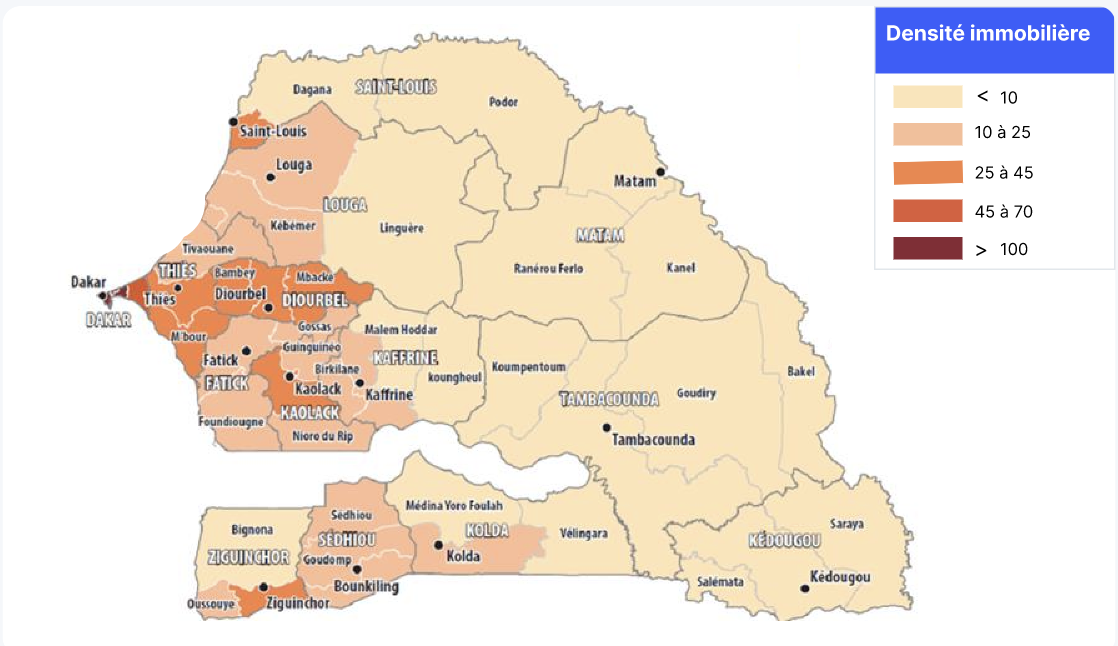 Densité immobilière
< 10
10 à 25
25 à 45
45 à 70
> 100
Dagana
SAINT-LOUIS
Podor
Saint-Louis
Louga
Matam
LOUGA
Kébémer
Linguère
MATAM
Tivaouane
THIÈS
Bambey
Mbacké
Ranérou Ferlo
Kanel
Dakar
Thiès
Diourbel
DIOURBEL
DAKAR
M'bour
Gossas
Malem Hoddar
Guinguinéo
Fatick
KAFFRINE
Birkilane
koungheul
Koumpentoum
Bakel
FATICK
Kaolack
Kaffrine
Goudiry
TAMBACOUNDA
KAOLACK
Foundiougne
Nioro du Rip
Tambacounda
Médina Yoro Foulah
Sédhiou
Bignona
KOLDA
Vélingara
Saraya
SÉDHIOU
KÉDOUGOU
ZIGUINCHOR
Goudomp
Kolda
Salémata
Kédougou
Bounkiling
Oussouye
Ziguinchor